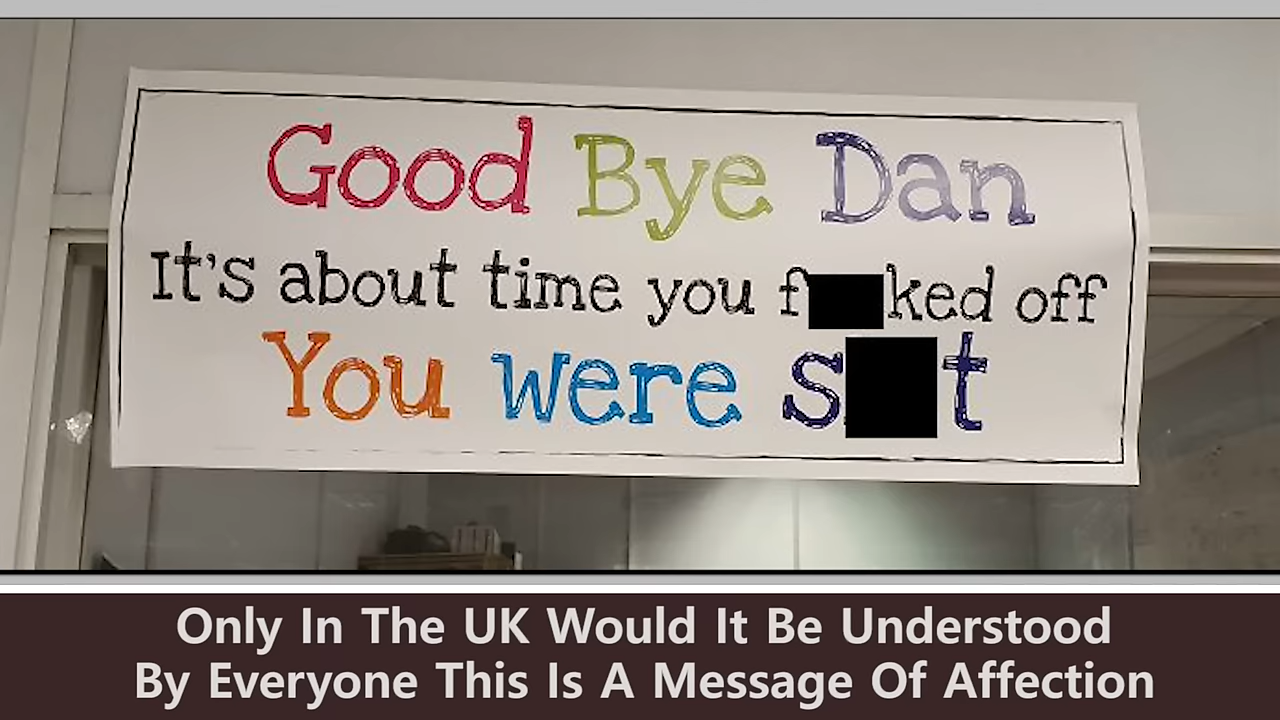 Good Bye Dan
It's about time you f ked off
You were s t
Only In The UK Would It Be Understood
By Everyone This Is A Message Of Affection